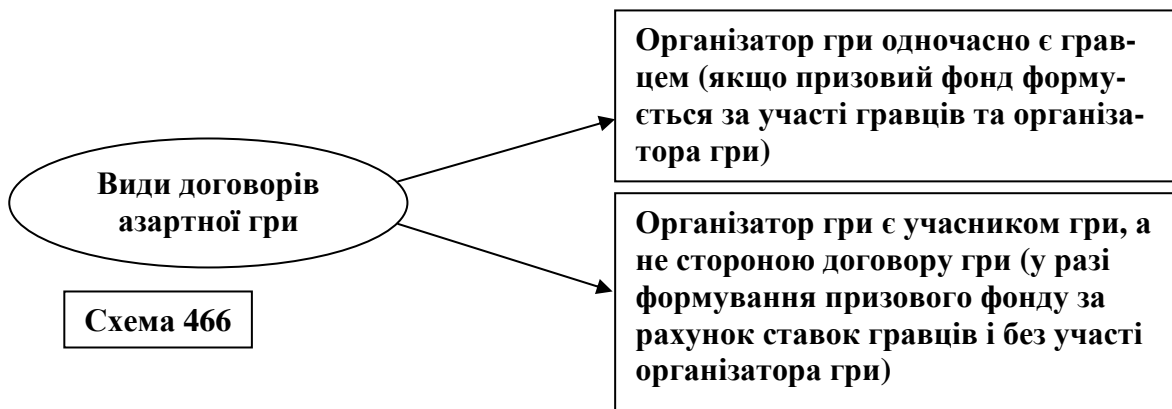 Організатор гри одночасно є грав-
цем (якщо призовий фонд форму-
ється за участі гравців та організа-
тора гри)
Види договорів
азартної гри
Організатор гри є учасником гри, а
не стороною договору гри (у разі
формування призового фонду за
рахунок ставок гравців і без участі
організатора гри)
Схема 466